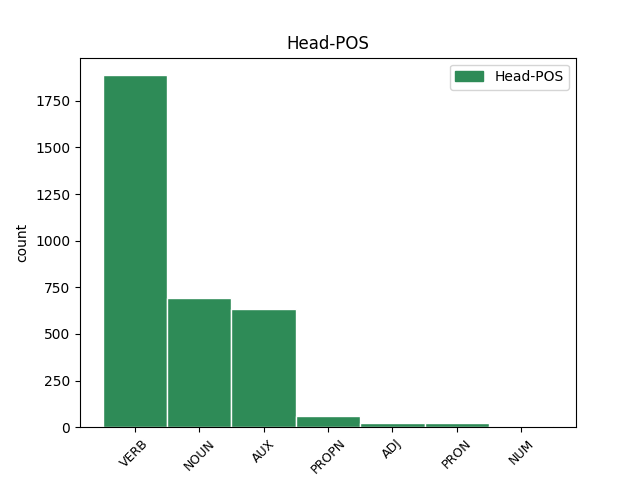 Head-POS
Head-POS
1750
1500
1250
1000
750
500
250
0
count
VERB
NOUN
AUX
PROPN
ADJ
PRON
NUM